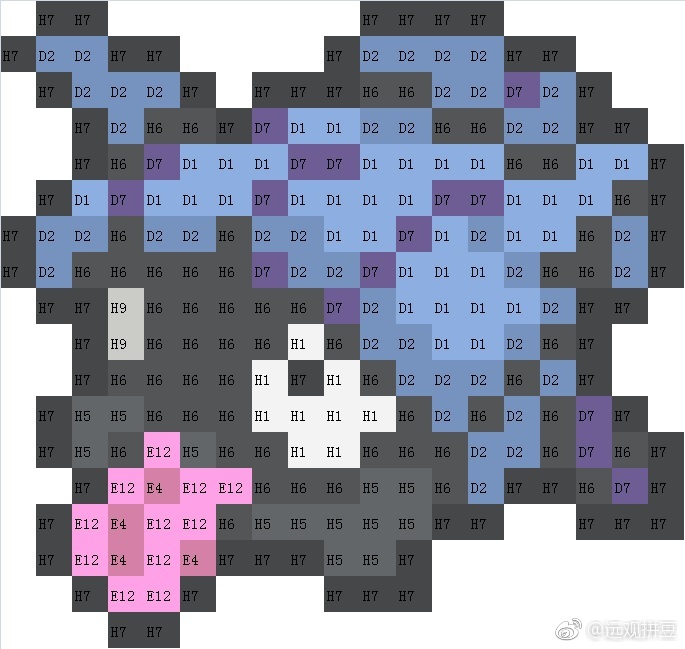 H7 H7 H7 H7 H7 H7
H7 D2 D2 H7 H7 H7 D2 D2 D2 D2 H7 H7
H7 D2 D2 D2 H7 H7 H7 H7 H6 H6 D2 D2 D7 D2 H7
H7 D2 H6 H6 H7 D7 D1 D1 D2 D2 H6 H6 D2 D2 H7 H7
H7 H6 D7 D1 D1 D1 D7 D7 D1 D1 D1 D1 H6 H6 D1 D1 H7
H7 D1 D7 D1 D1 D1 D7 D1 D1 D1 D1 D7 D7 D1 D1 D1 H6 H7
H7 D2 D2 H6 D2 D2 H6 D2 D2 D1 D1 D7 D1 D2 D1 D1 H6 D2 H7
H7 D2 H6 H6 H6 H6 H6 D7 D2 D2 D7 D1 D1 D1 D2 H6 H6 D2 H7
H7 H7 H9 H6 H6 H6 H6 H6 D7 D2 D1 D1 D1 D1 D2 H7 H7
H7 H9 H6 H6 H6 H6 H1 H6 D2 D2 D1 D1 D2 H6 H7
H7 H6 H6 H6 H6 H1 H7 H1 H6 D2 D2 D2 H6 D2 H7
H7 H5 H5 H6 H6 H6 H1 H1 H1 H1 H6 D2 H6 D2 H6 D7 H7
H7 H5 H6 E12 H5 H6 H6 H1 H1 H6 H6 H6 D2 D2 H6 D7 H6 H7
H7 E12 E4 E12 E12 H6 H6 H6 H5 H5 H6 D2 H7 H7 H6 D7 H7
H7 E12 E4 E12 E12 H6 H5 H5 H5 H5 H5 H7 H7 H7 H7 H7
H7 E12 E4 E12 E4 H7 H7 H7 H5 H5 H7
H7 E12 E12 H7 H7 H7 H7
H7 H7
@远观拼豆